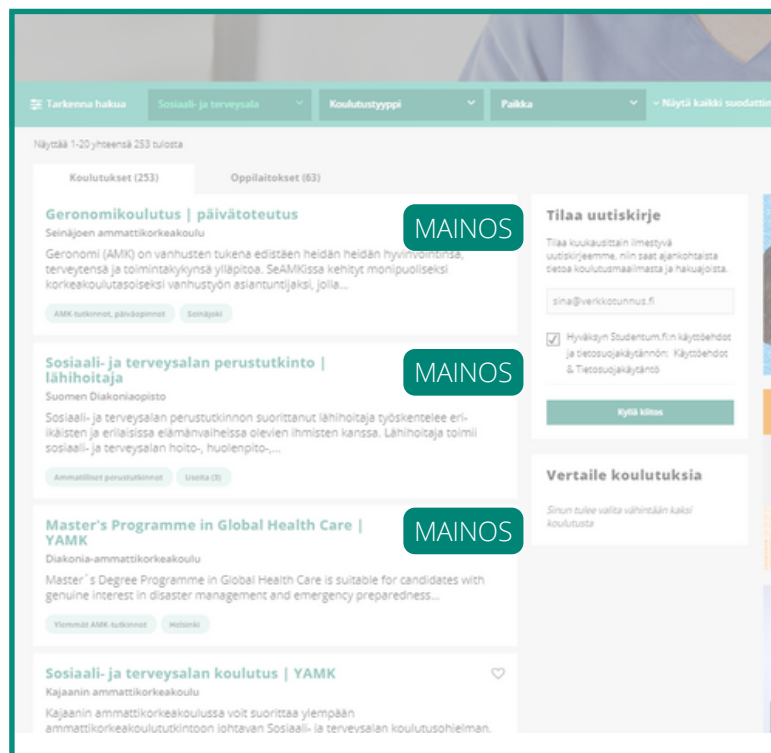 Tarkenna hakua
Sosiaali- ja terveysala
Koulutustyyppi
Paikka
Näytä kaikki suodattim
Näyttää 1-20 yhteensä 253 tulosta
Koulutukset (253)
Oppilaitokset (63)
Geronomikoulutus | päivätoteutus
MAINOS
Seinäjoen ammattikorkeakoulu
Geronomi (AMK) on vanhusten tukena edistäen heidän heidän hyvinvointinsa,
terveytensä ja toimintakykynsä ylläpitoa. SeAMKissa kehityt monipuoliseksi
korkeakoulutasoiseksi vanhustyön asiantuntijaksi, jolla...
AMK-tutkinnot, päiväopinnot
Seinäjoki
Sosiaali- ja terveysalan perustutkinto |
lähihoitaja
MAINOS
Suomen Diakoniaopisto
Sosiaali- ja terveysalan perustutkinnon suorittanut lähihoitaja työskentelee eri-
ikäisten ja erilaisissa elämänvaiheissa olevien ihmisten kanssa. Lähihoitaja toimii
sosiaali- ja terveysalan hoito-, huolenpito-,...
Ammatilliset perustutkinnot
Useita (3)
Master's Programme in Global Health Care |
YAMK
MAINOS
Diakonia-ammattikorkeakoulu
Master´s Degree Programme in Global Health Care is suitable for candidates with
genuine interest in disaster management and emergency preparedness...
Ylemmät AMK-tutkinnot
Helsinki
Sosiaali- ja terveysalan koulutus | YAMK
Kajaanin ammattikorkeakoulu
Kajaanin ammattikorkeakoulussa voit suorittaa ylempään
ammattikorkeakoulututkintoon johtavan Sosiaali- ja terveysalan koulutusohjelman.
Tilaa uutiskirje
Tilaa kuukausittain ilmestyvä
uutiskirjeemme, niin saat ajankohtaista
tietoa koulutusmaailmasta ja hakuajoista.
sina@verkkotunnus.fi
Hyväksyn Studentum.fi:n käyttöehdot
ja tietosuojakäytännön: Käyttöehdot
& Tietosuojakäytäntö
Kyllä kiitos
Vertaile koulutuksia
Sinun tulee valita vähintään kaksi
koulutusta